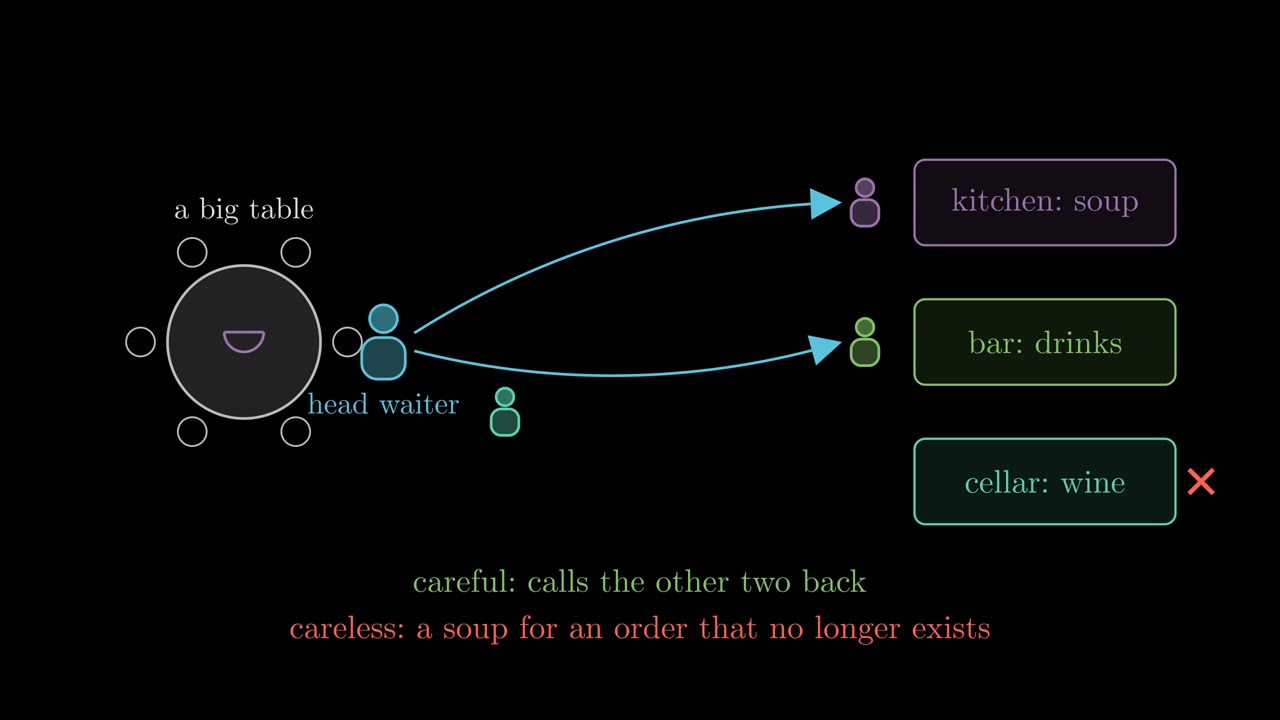 a big table
kitchen: soup
bar: drinks
head waiter
cellar: wine
careful: calls the other two back
careless: a soup for an order that no longer exists